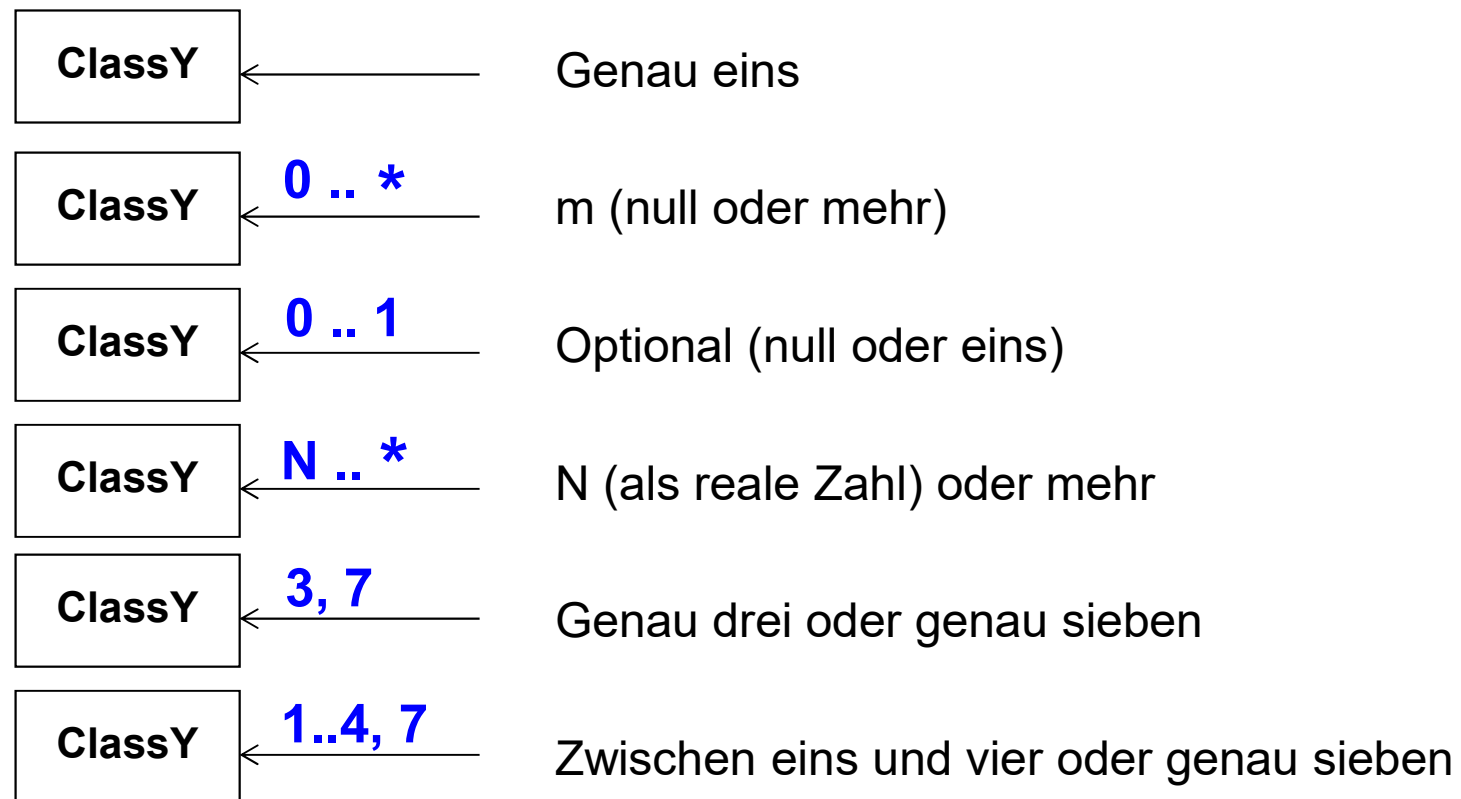 ClassY Genau eins
ClassY 0 .. * m (null oder mehr)
ClassY 0 .. 1 Optional (null oder eins)
ClassY N .. * N (als reale Zahl) oder mehr
ClassY 3, 7 Genau drei oder genau sieben
ClassY 1..4, 7 Zwischen eins und vier oder genau sieben